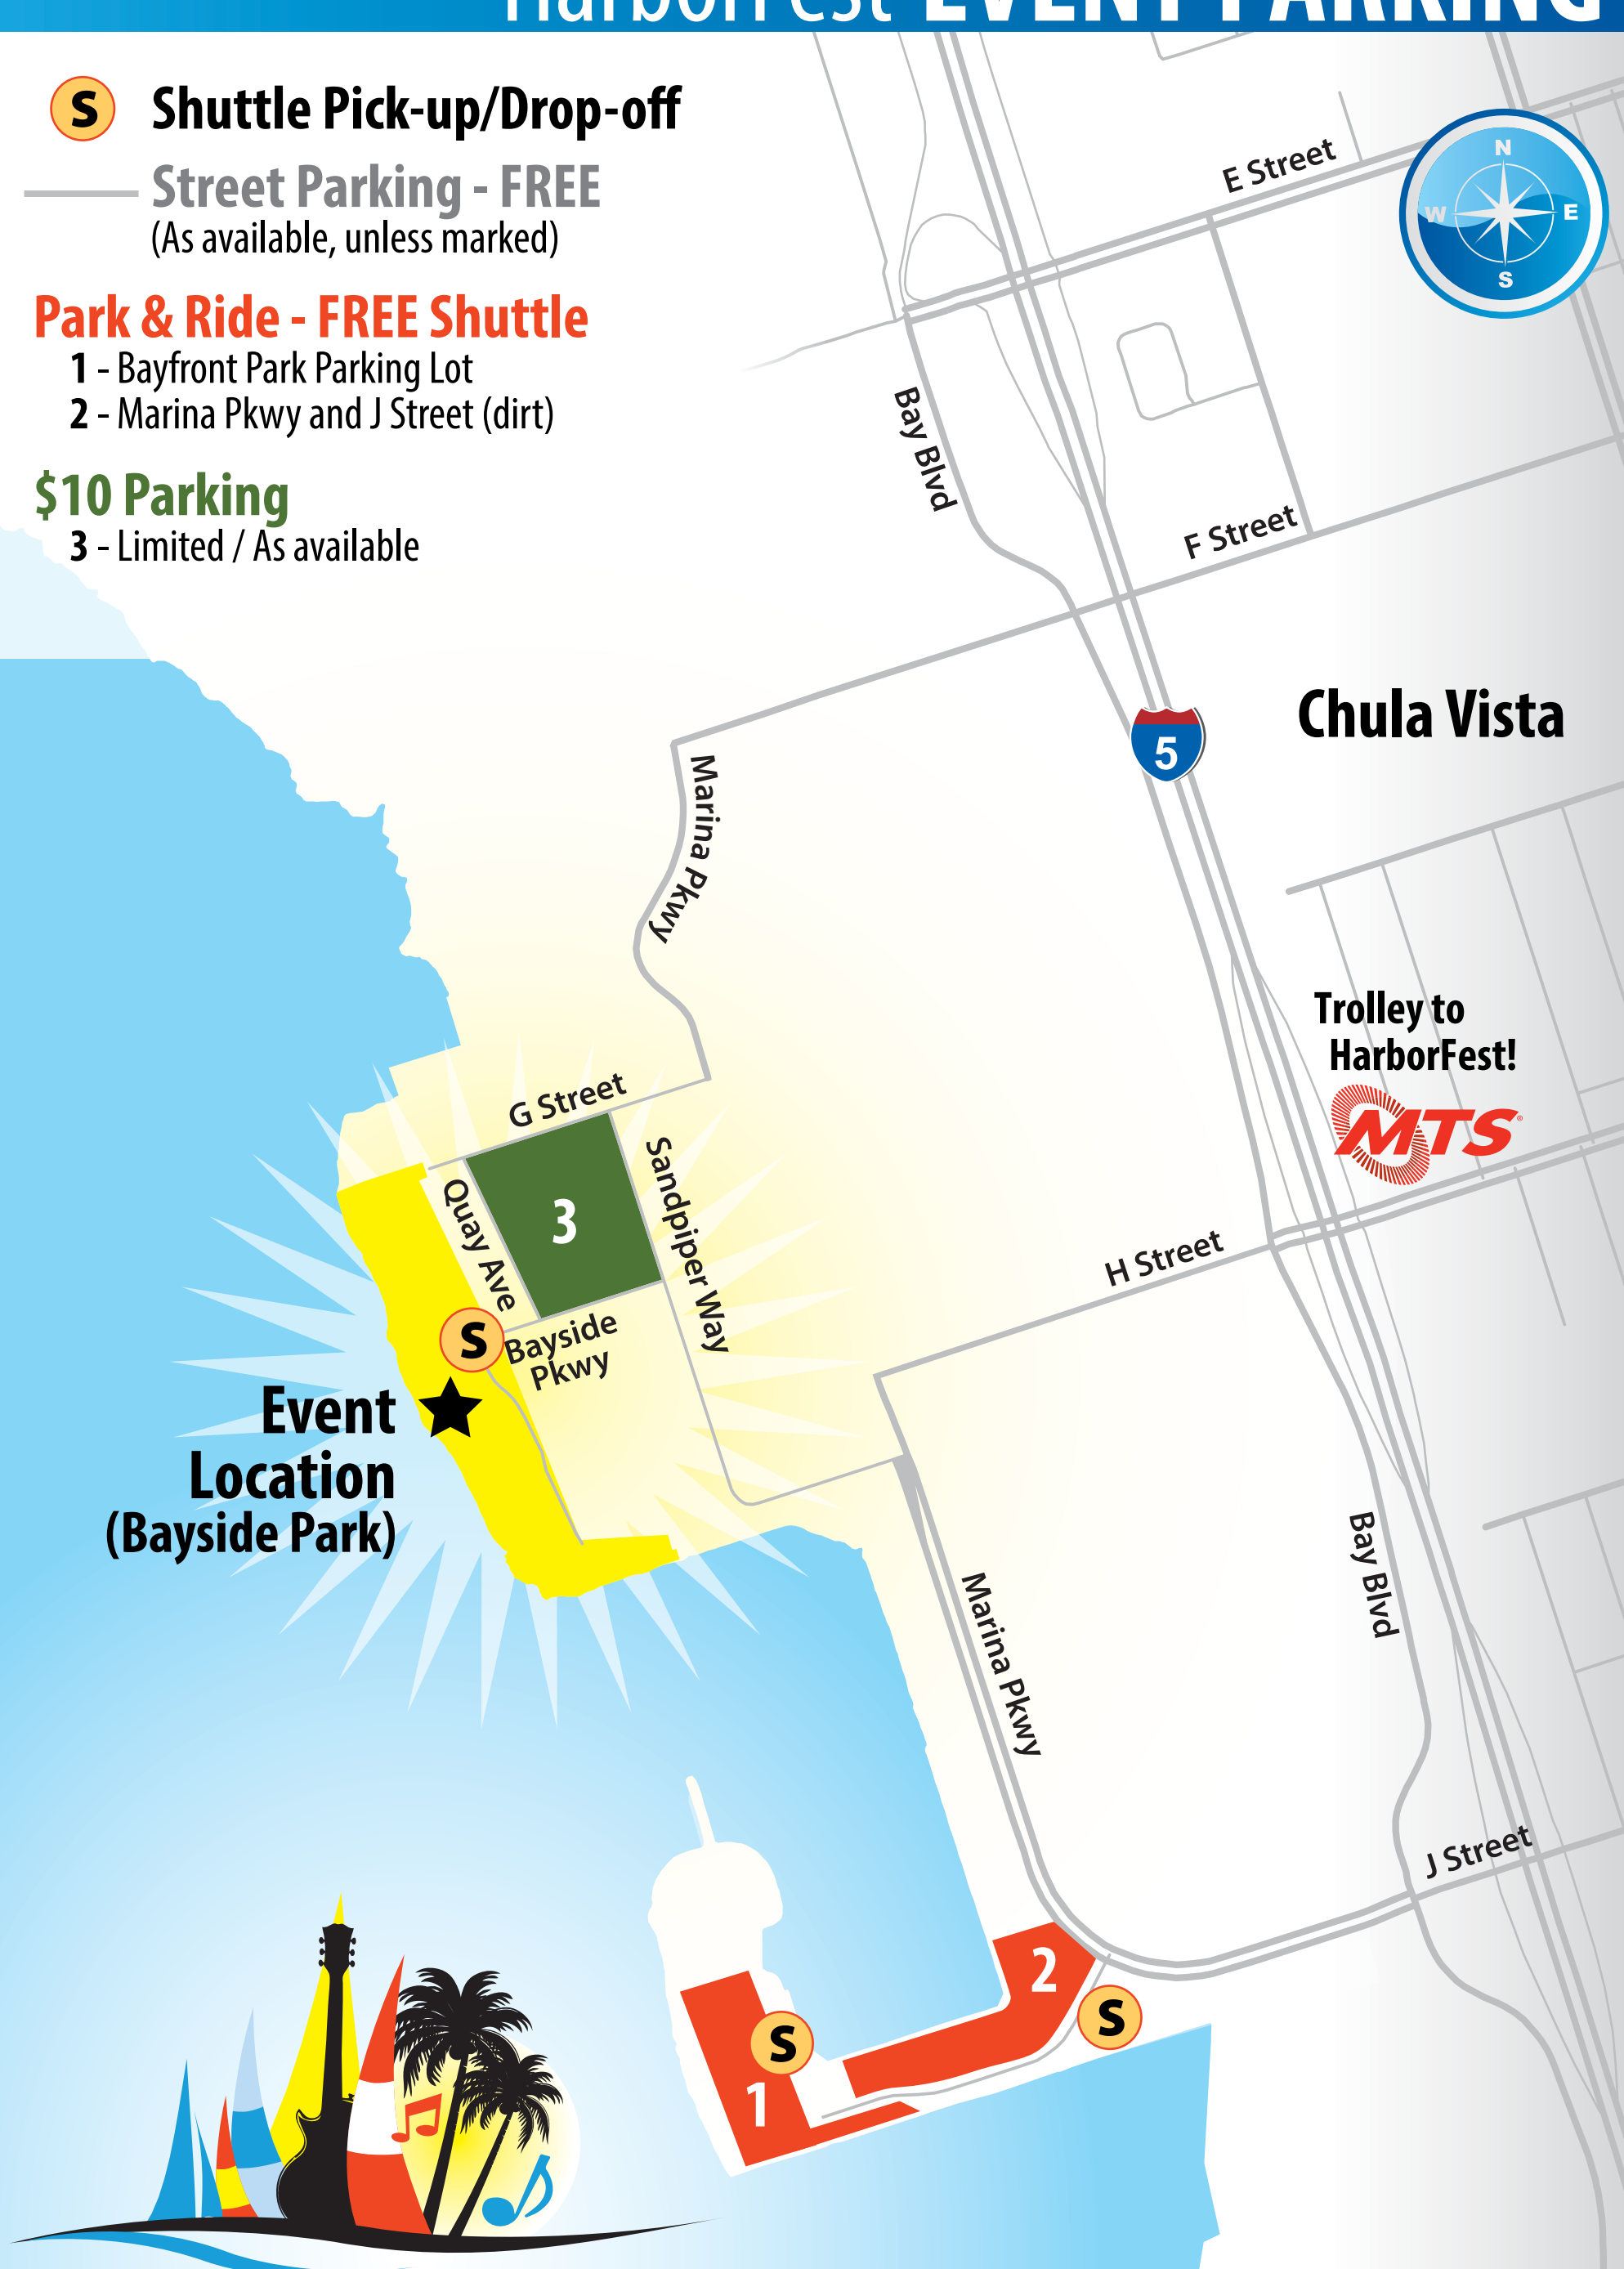 HarborFest EVENT PARKING
S Shuttle Pick-up/Drop-off
Street Parking - FREE
(As available, unless marked)
Park & Ride - FREE Shuttle
1 - Bayfront Park Parking Lot
2 - Marina Pkwy and J Street (dirt)
$10 Parking
3 - Limited / As available
N
W
E
S
E Street
Bay Blvd
F Street
5
Chula Vista
Marina Pkwy
Trolley to
HarborFest!
MTS®
G Street
Quay Ave
3
Sandpiper Way
H Street
S
Bayside
Pkwy
Event
Location
(Bayside Park)
Bay Blvd
Marina Pkwy
J Street
2
S
S
1